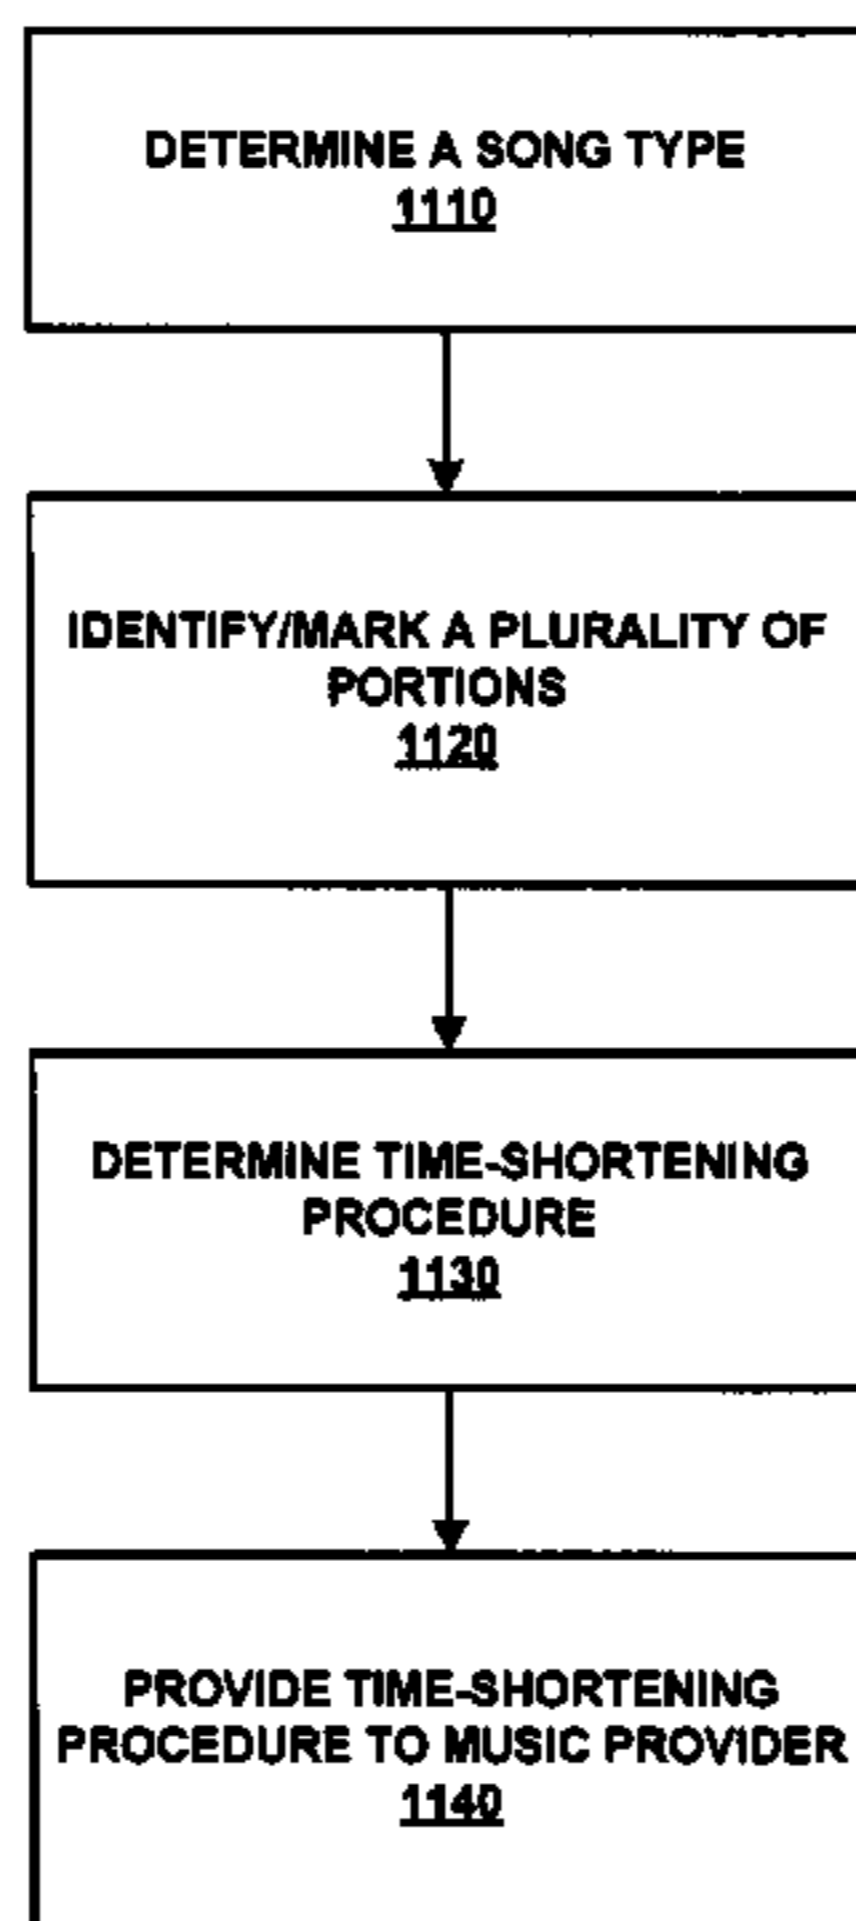 DETERMINE A SONG TYPE
1110
IDENTIFY/MARK A PLURALITY OF
PORTIONS
1120
DETERMINE TIME-SHORTENING
PROCEDURE
1130
PROVIDE TIME-SHORTENING
PROCEDURE TO MUSIC PROVIDER
1140